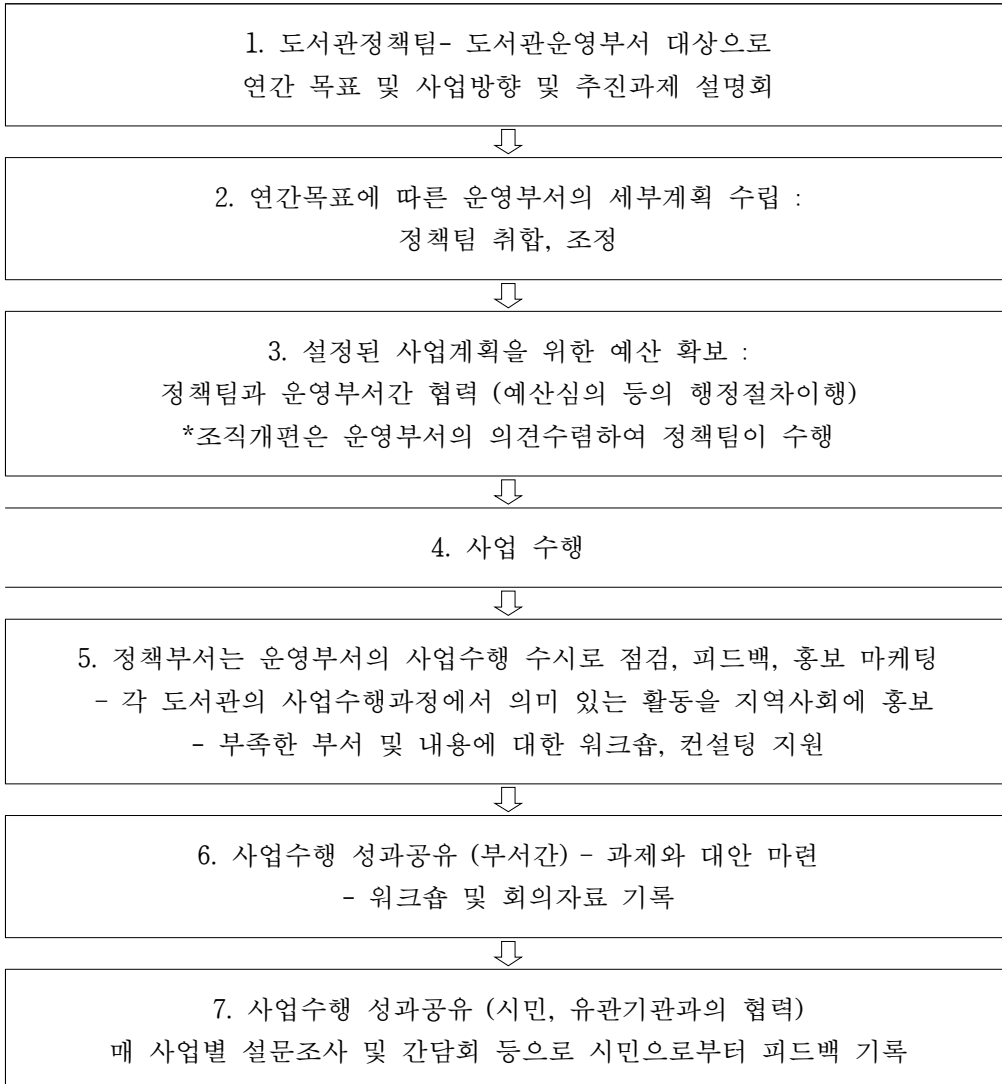 1. 도서관정책팀- 도서관운영부서 대상으로
연간 목표 및 사업방향 및 추진과제 설명회
2. 연간목표에 따른 운영부서의 세부계획 수립 :
정책팀 취합, 조정
3. 설정된 사업계획을 위한 예산 확보 :
정책팀과 운영부서간 협력 (예산심의 등의 행정절차이행)
*조직개편은 운영부서의 의견수렴하여 정책팀이 수행
4. 사업 수행
5. 정책부서는 운영부서의 사업수행 수시로 점검, 피드백, 홍보 마케팅
- 각 도서관의 사업수행과정에서 의미 있는 활동을 지역사회에 홍보
- 부족한 부서 및 내용에 대한 워크숍, 컨설팅 지원
6. 사업수행 성과공유 (부서간) - 과제와 대안 마련
- 워크숍 및 회의자료 기록
7. 사업수행 성과공유 (시민, 유관기관과의 협력)
매 사업별 설문조사 및 간담회 등으로 시민으로부터 피드백 기록